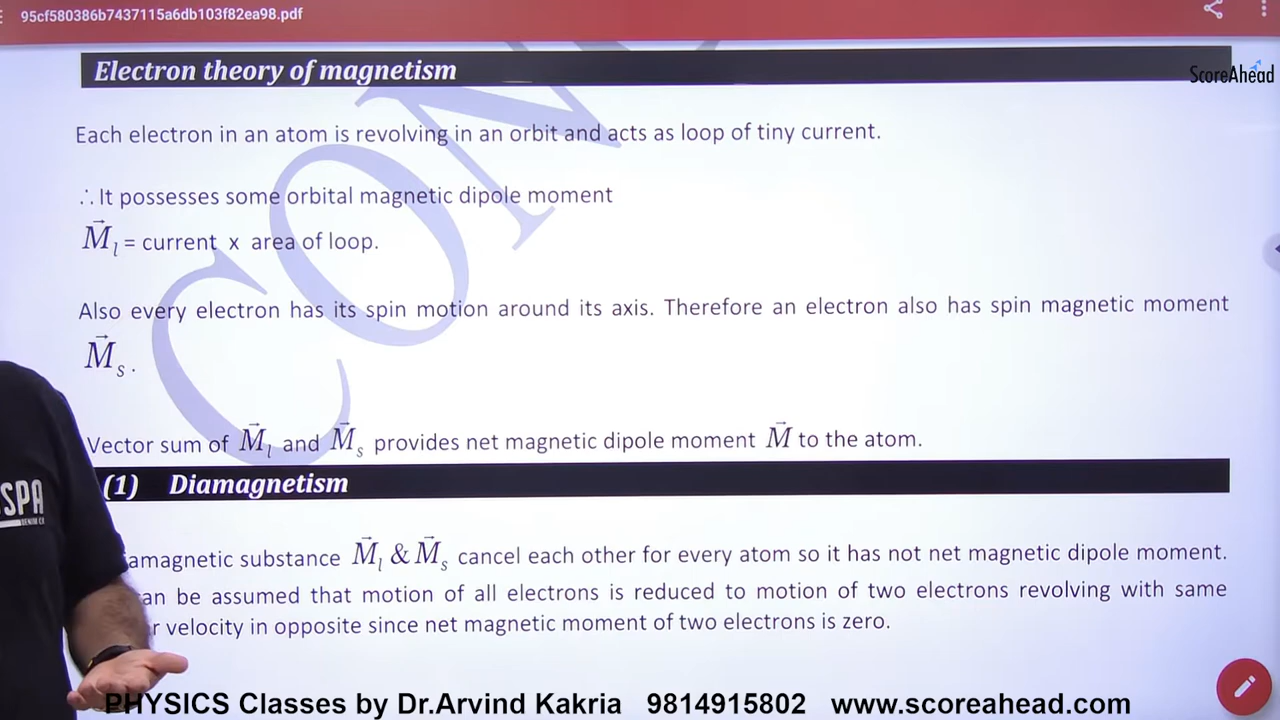 95cf580386b7437115a6db103f82ea98.pdf
Electron theory of magnetism
ScoreAhead
Each electron in an atom is revolving in an orbit and acts as loop of tiny current.
∴ It possesses some orbital magnetic dipole moment
M⃗ₗ = current x area of loop.
Also every electron has its spin motion around its axis. Therefore an electron also has spin magnetic moment
M⃗ₛ.
Vector sum of M⃗ₗ and M⃗ₛ provides net magnetic dipole moment M⃗ to the atom.
(1) Diamagnetism
amagnetic substance M⃗ₗ & M⃗ₛ cancel each other for every atom so it has not net magnetic dipole moment.
an be assumed that motion of all electrons is reduced to motion of two electrons revolving with same
r velocity in opposite since net magnetic moment of two electrons is zero.
SPA
CON
PHYSICS Classes by Dr.Arvind Kakria 9814915802 www.scoreahead.com